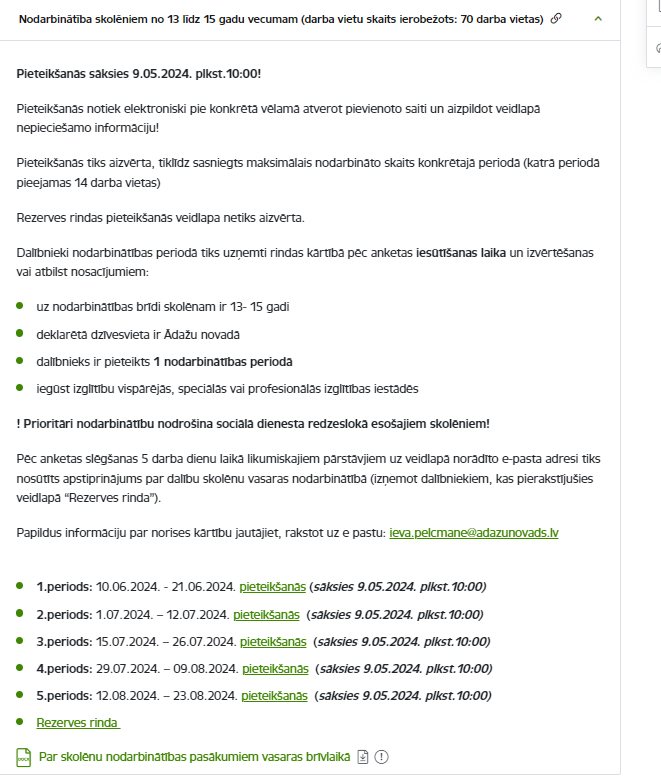 Nodarbinātība skolēniem no 13 līdz 15 gadu vecumam (darba vietu skaits ierobežots: 70 darba vietas)
Pieteikšanās sāksies 9.05.2024. plkst.10:00!
Pieteikšanās notiek elektroniski pie konkrētā vēlamā atverot pievienoto saiti un aizpildot veidlapā
nepieciešamo informāciju!
Pieteikšanās tiks aizvērta, tiklīdz sasniegts maksimālais nodarbināto skaits konkrētajā periodā (katrā periodā
pieejamas 14 darba vietas)
Rezerves rindas pieteikšanās veidlapa netiks aizvērta.
Dalībnieki nodarbinātības periodā tiks uzņemti rindas kārtībā pēc anketas iesūtīšanas laika un izvērtēšanas
vai atbilst nosacījumiem:
uz nodarbinātības brīdi skolēnam ir 13- 15 gadi
deklarētā dzīvesvieta ir Ādažu novadā
dalībnieks ir pieteikts 1 nodarbinātības periodā
iegūst izglītību vispārējās, speciālās vai profesionālās izglītības iestādēs
! Prioritāri nodarbinātību nodrošina sociālā dienesta redzeslokā esošajiem skolēniem!
Pēc anketas slēgšanas 5 darba dienu laikā likumiskajiem pārstāvjiem uz veidlapā norādīto e-pasta adresi tiks
nosūtīts apstiprinājums par dalību skolēnu vasaras nodarbinātībā (izņemot dalībniekiem, kas pierakstījušies
veidlapā “Rezerves rinda”).
Papildus informāciju par norises kārtību jautājiet, rakstot uz e pastu: ieva.pelcmane@adazunovads.lv
1.periods: 10.06.2024. - 21.06.2024. pieteikšanās (sāksies 9.05.2024. plkst.10:00)
2.periods: 1.07.2024. – 12.07.2024. pieteikšanās (sāksies 9.05.2024. plkst.10:00)
3.periods: 15.07.2024. – 26.07.2024. pieteikšanās (sāksies 9.05.2024. plkst.10:00)
4.periods: 29.07.2024. – 09.08.2024. pieteikšanās (sāksies 9.05.2024. plkst.10:00)
5.periods: 12.08.2024. – 23.08.2024. pieteikšanās (sāksies 9.05.2024. plkst.10:00)
Rezerves rinda
Par skolēnu nodarbinātības pasākumiem vasaras brīvlaikā